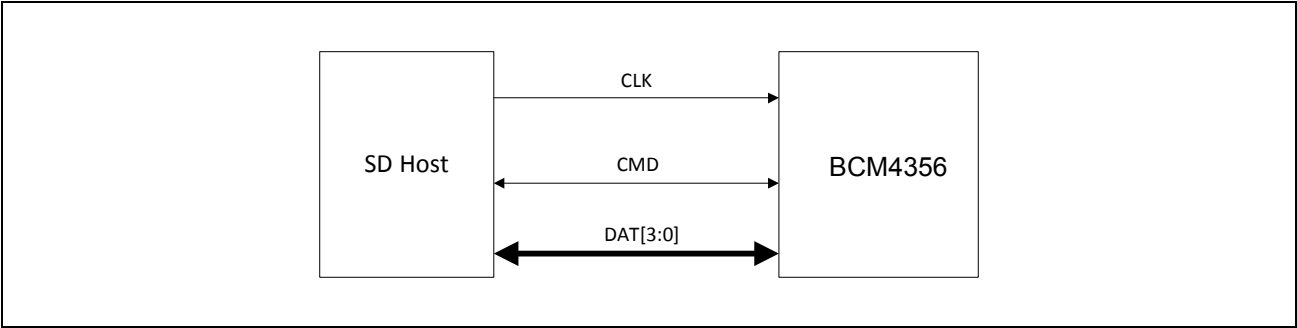 CLK
SD Host
CMD
BCM4356
DAT[3:0]